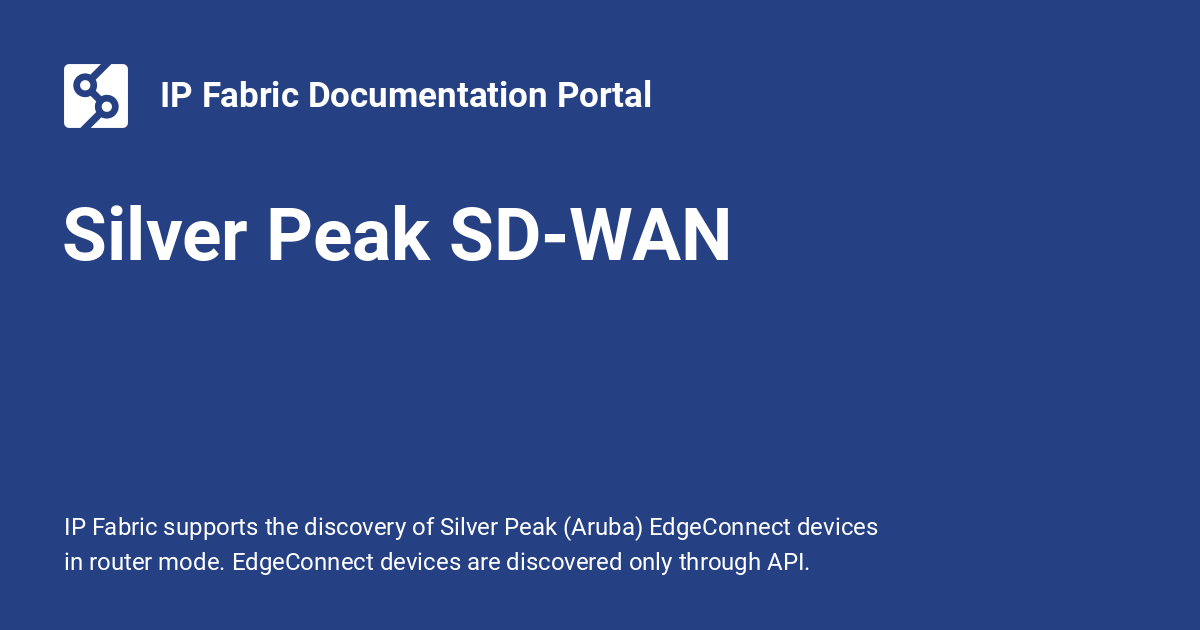 IP Fabric Documentation Portal
Silver Peak SD-WAN
IP Fabric supports the discovery of Silver Peak (Aruba) EdgeConnect devices
in router mode. EdgeConnect devices are discovered only through API.